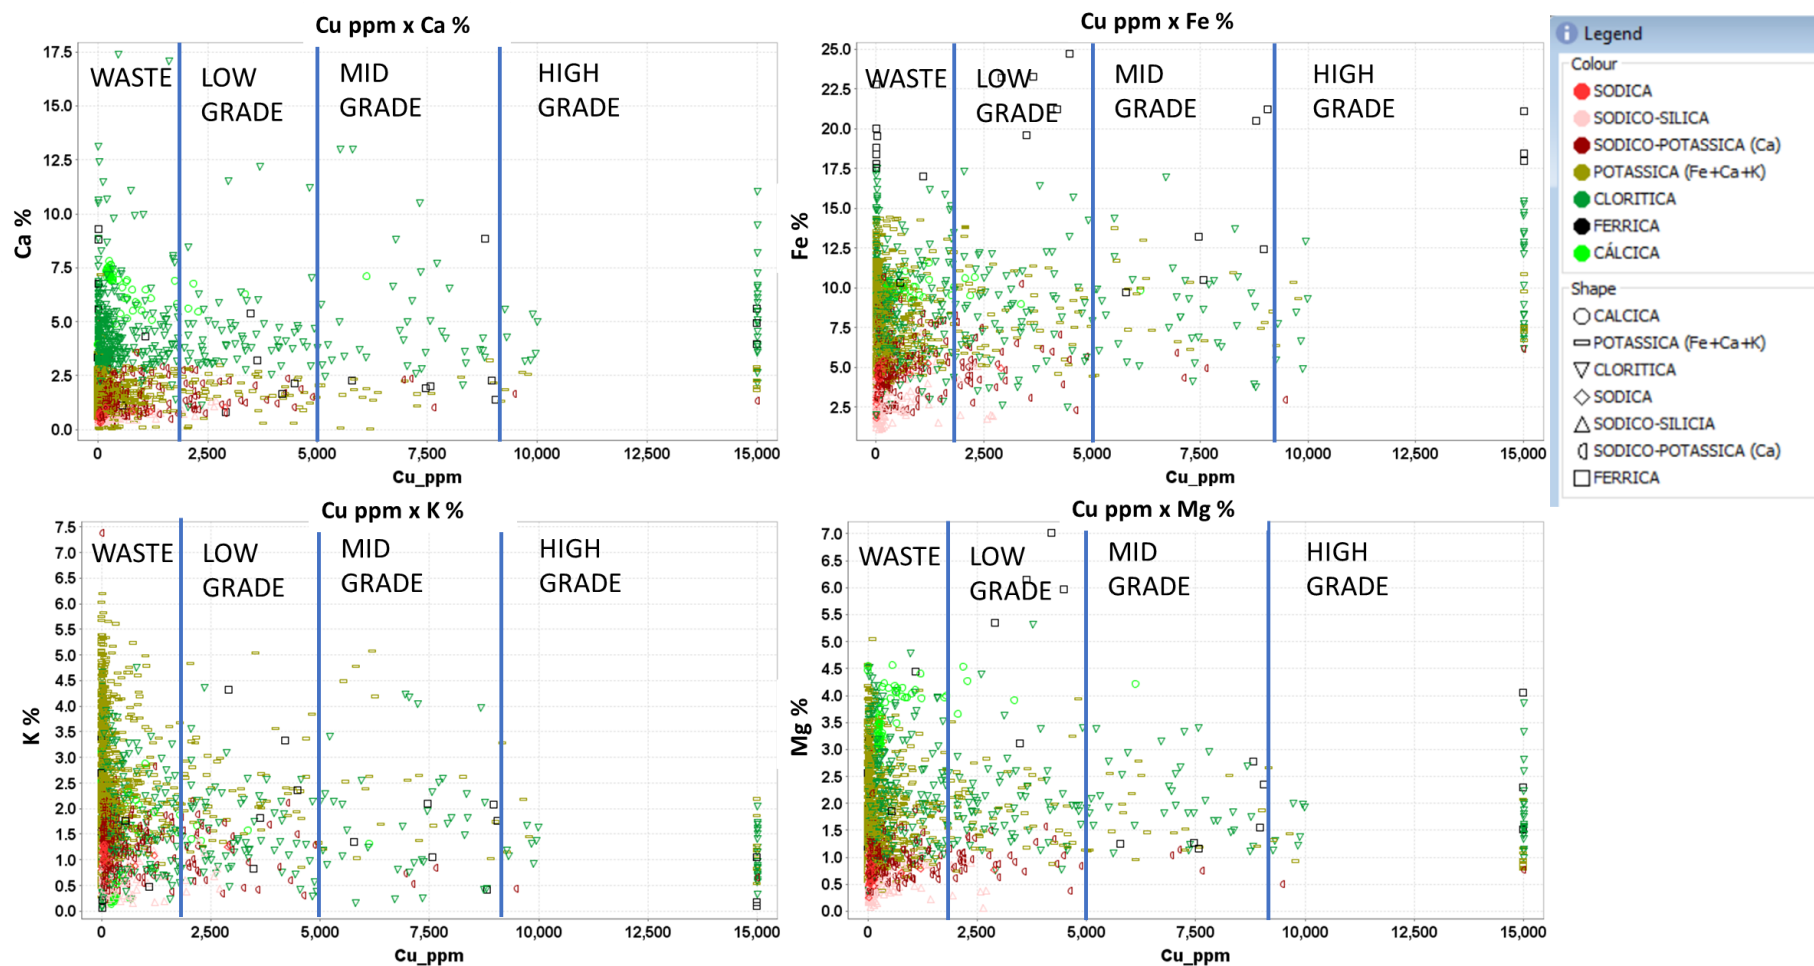 Cu ppm x Ca %
17.5
15.0
12.5
10.0
7.5
5.0
2.5
0.0
Ca %
WASTE
LOW
GRADE
MID
GRADE
HIGH
GRADE
0
2,500
5,000
7,500
10,000
12,500
15,000
Cu_ppm
Cu ppm x Fe %
25.0
22.5
20.0
17.5
15.0
12.5
10.0
7.5
5.0
2.5
Fe %
WASTE
LOW
GRADE
MID
GRADE
HIGH
GRADE
0
2,500
5,000
7,500
10,000
12,500
15,000
Cu_ppm
Legend
Colour
SODICA
SODICO-SILICA
SODICO-POTASSICA (Ca)
POTASSICA (Fe+Ca+K)
CLORITICA
FERRICA
CÁLCICA
Shape
CALCICA
POTASSICA (Fe+Ca+K)
CLORITICA
SODICA
SODICO-SILICIA
SODICO-POTASSICA (Ca)
FERRICA
Cu ppm x K %
7.5
7.0
6.5
6.0
5.5
5.0
4.5
4.0
3.5
3.0
2.5
2.0
1.5
1.0
0.5
0.0
K %
WASTE
LOW
GRADE
MID
GRADE
HIGH
GRADE
0
2,500
5,000
7,500
10,000
12,500
15,000
Cu_ppm
Cu ppm x Mg %
7.0
6.5
6.0
5.5
5.0
4.5
4.0
3.5
3.0
2.5
2.0
1.5
1.0
0.5
0.0
Mg %
WASTE
LOW
GRADE
MID
GRADE
HIGH
GRADE
0
2,500
5,000
7,500
10,000
12,500
15,000
Cu_ppm